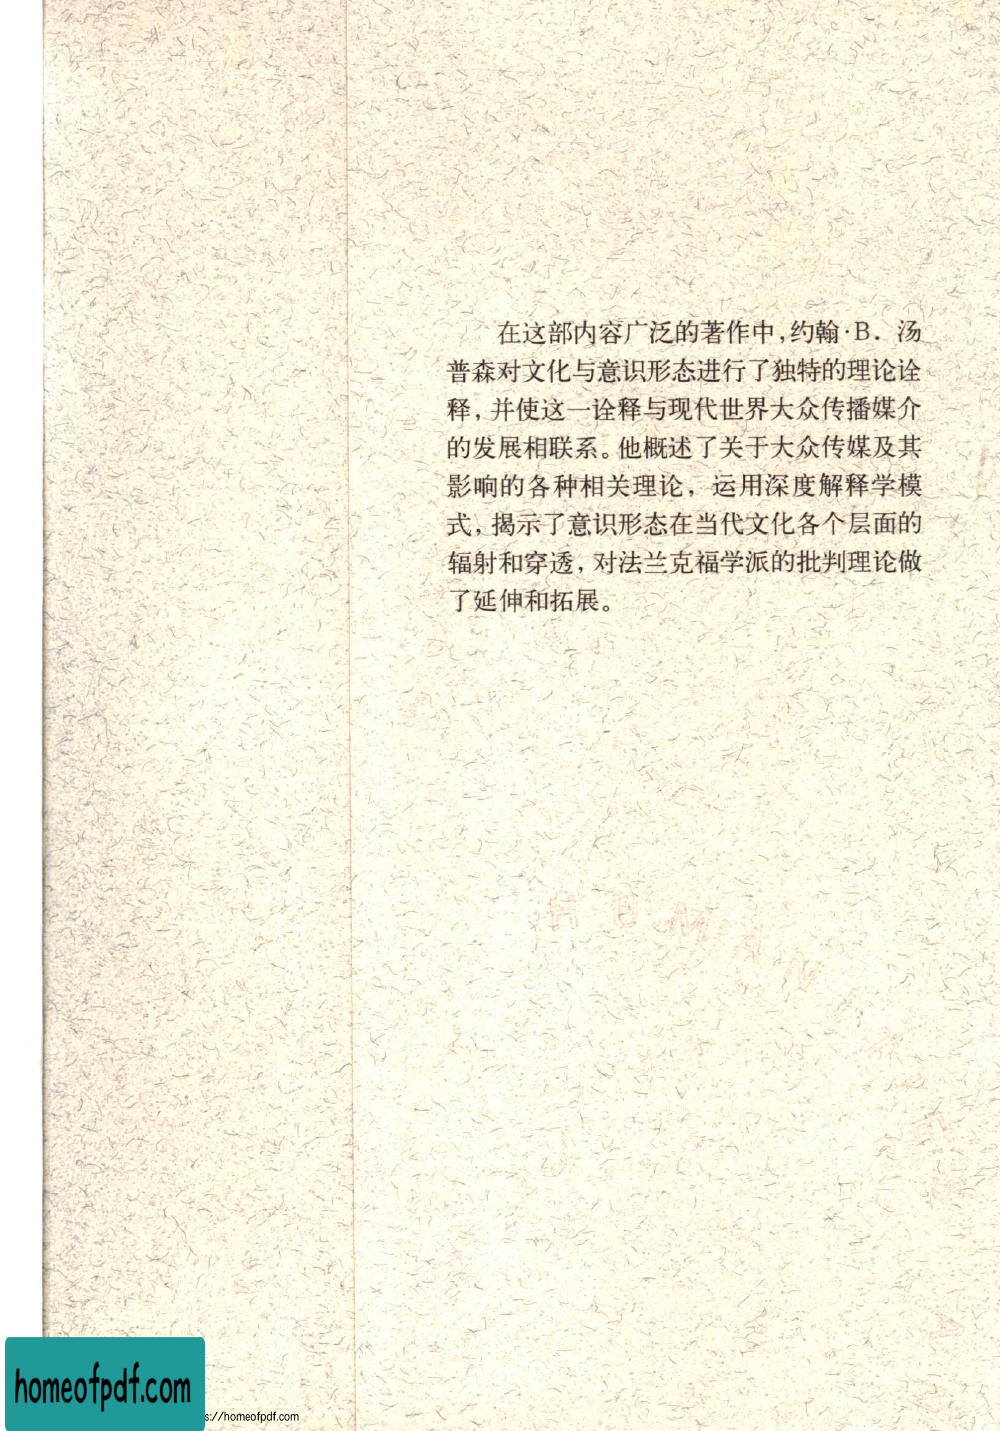 在这部内容广泛的著作中，约翰·B．汤
普森对文化与意识形态进行了独特的理论诠
释，并使这一诠释与现代世界大众传播媒介
的发展相联系。他概述了关于大众传媒及其
影响的各种相关理论，运用深度解释学模
式，揭示了意识形态在当代文化各个层面的
辐射和穿透，对法兰克福学派的批判理论做
了延伸和拓展。
homeofpdf.com
s://homeofpdf.com